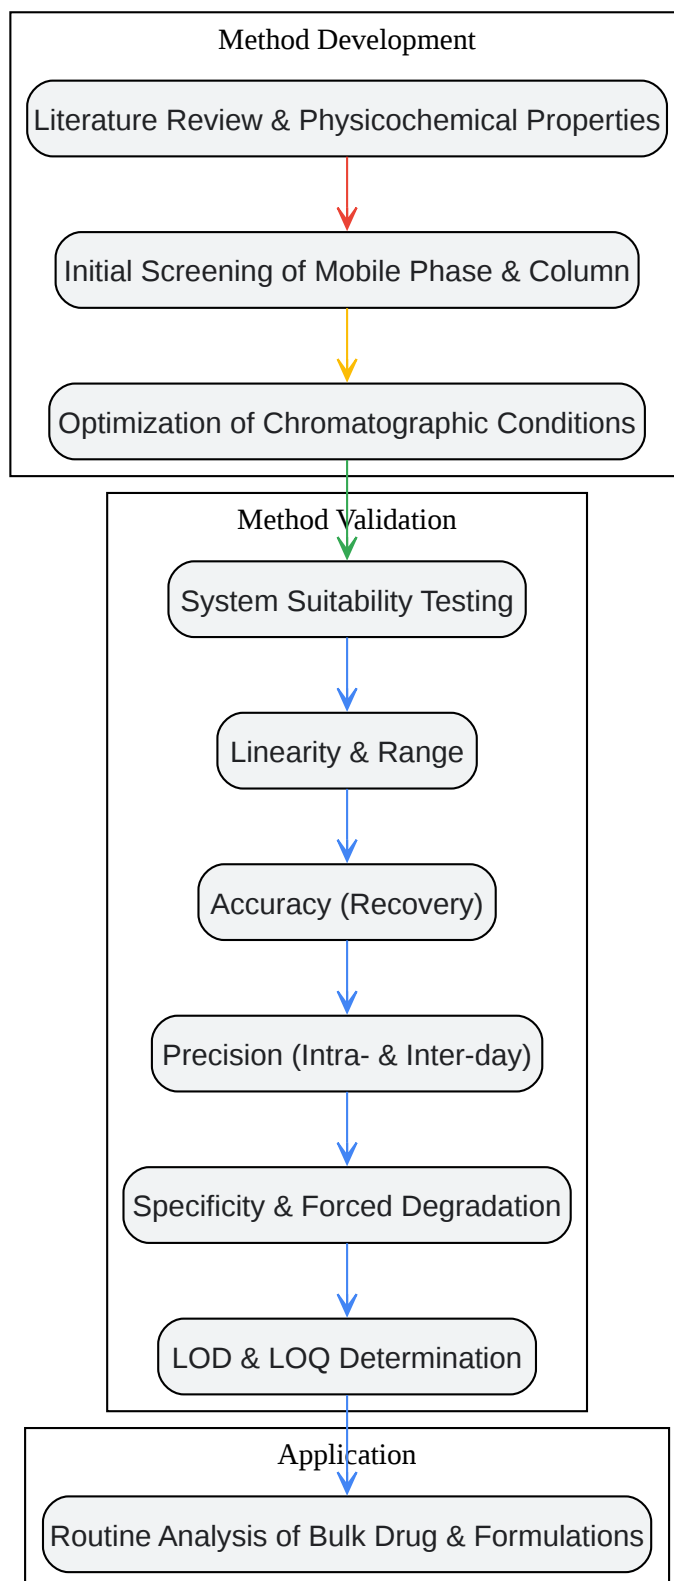 Method Development
Literature Review & Physicochemical Properties
Initial Screening of Mobile Phase & Column
Optimization of Chromatographic Conditions
Method Validation
System Suitability Testing
Linearity & Range
Accuracy (Recovery)
Precision (Intra- & Inter-day)
Specificity & Forced Degradation
LOD & LOQ Determination
Application
Routine Analysis of Bulk Drug & Formulations